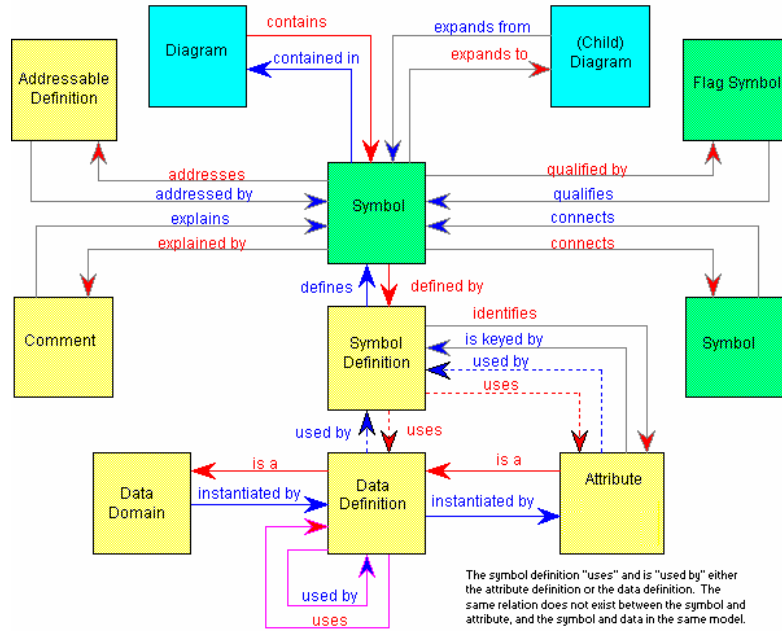 contains
expands from
Diagram
contained in
expands to
(Child)
Diagram
Addressable
Definition
Flag Symbol
addresses
qualified by
addressed by
Symbol
qualifies
explains
connects
explained by
connects
defines
defined by
Comment
identifies
Symbol
Symbol
Definition
is keyed by
used by
uses
used by
uses
is a
is a
Data
Domain
instantiated by
Data
Definition
instantiated by
Attribute
used by
uses
The symbol definition "uses" and is "used by" either
the attribute definition or the data definition. The
same relation does not exist between the symbol and
attribute, and the symbol and data in the same model.